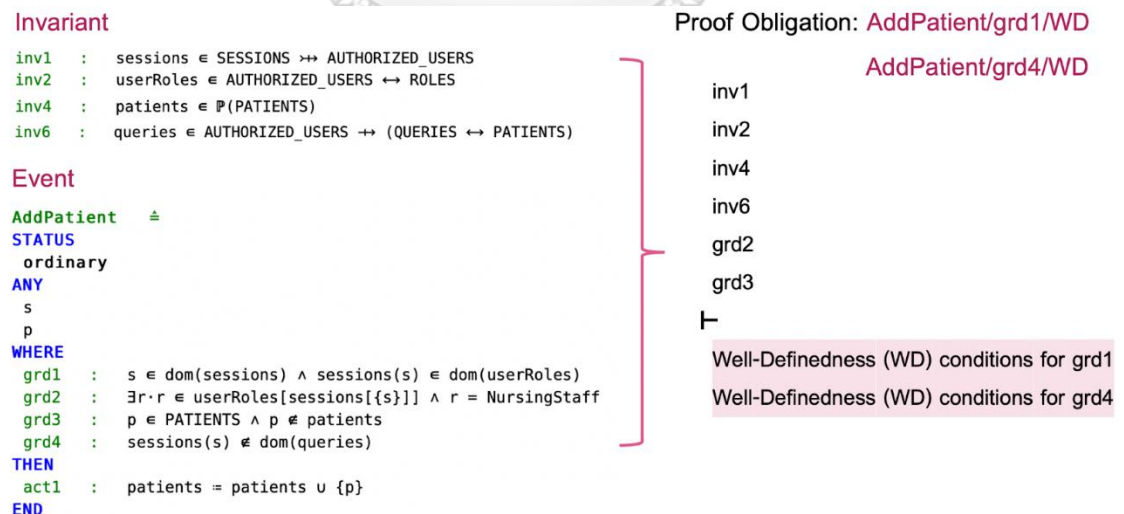 Invariant
inv1 : sessions ∈ SESSIONS ⤔ AUTHORIZED_USERS
inv2 : userRoles ∈ AUTHORIZED_USERS ↔ ROLES
inv4 : patients ∈ ℙ(PATIENTS)
inv6 : queries ∈ AUTHORIZED_USERS ⇸ (QUERIES ↔ PATIENTS)
Event
AddPatient ≙
STATUS
ordinary
ANY
s
p
WHERE
grd1 : s ∈ dom(sessions) ∧ sessions(s) ∈ dom(userRoles)
grd2 : ∃r·r ∈ userRoles[sessions[{s}]] ∧ r = NursingStaff
grd3 : p ∈ PATIENTS ∧ p ∉ patients
grd4 : sessions(s) ∉ dom(queries)
THEN
act1 : patients ≔ patients ∪ {p}
END
Proof Obligation: AddPatient/grd1/WD
AddPatient/grd4/WD
inv1
inv2
inv4
inv6
grd2
grd3
⊢
Well-Definedness (WD) conditions for grd1
Well-Definedness (WD) conditions for grd4